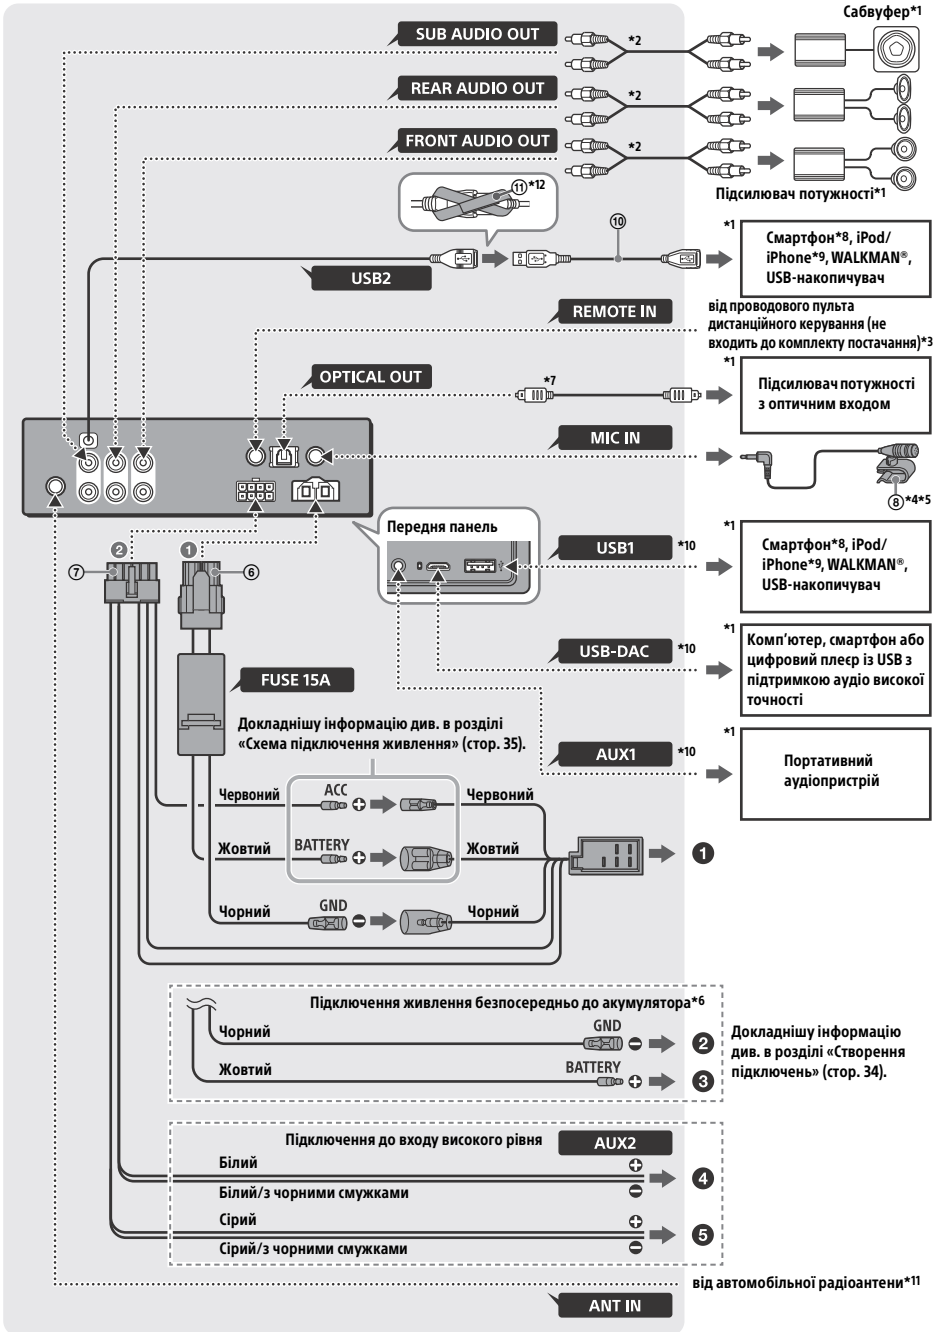 Сабвуфер*1
SUB AUDIO OUT
*2
REAR AUDIO OUT
*2
FRONT AUDIO OUT
*2
Підсилювач потужності*1
⑪*12
⑩
*1
Смартфон*8, iPod/
iPhone*9, WALKMAN®,
USB-накопичувач
USB2
REMOTE IN
від проводового пульта
дистанційного керування (не
входить до комплекту постачання)*3
OPTICAL OUT
*7
*1
Підсилювач потужності
з оптичним входом
MIC IN
⑧*4*5
Передня панель
USB1
*10
*1
Смартфон*8, iPod/
iPhone*9, WALKMAN®,
USB-накопичувач
❷
❶
⑦
⑥
USB-DAC
*10
*1
Комп’ютер, смартфон або
цифровий плеєр із USB з
підтримкою аудіо високої
точності
FUSE 15A
Докладнішу інформацію див. в розділі
«Схема підключення живлення» (стор. 35).
AUX1
*10
*1
Портативний
аудіопристрій
Червоний
ACC
Червоний
Жовтий
BATTERY
Жовтий
❶
Чорний
GND
Чорний
Підключення живлення безпосередньо до акумулятора*6
Чорний
GND
❷
Жовтий
BATTERY
❸
Докладнішу інформацію
див. в розділі «Створення
підключень» (стор. 34).
Підключення до входу високого рівня
AUX2
Білий
Білий/з чорними смужками
❹
Сірий
Сірий/з чорними смужками
❺
від автомобільної радіоантени*11
ANT IN